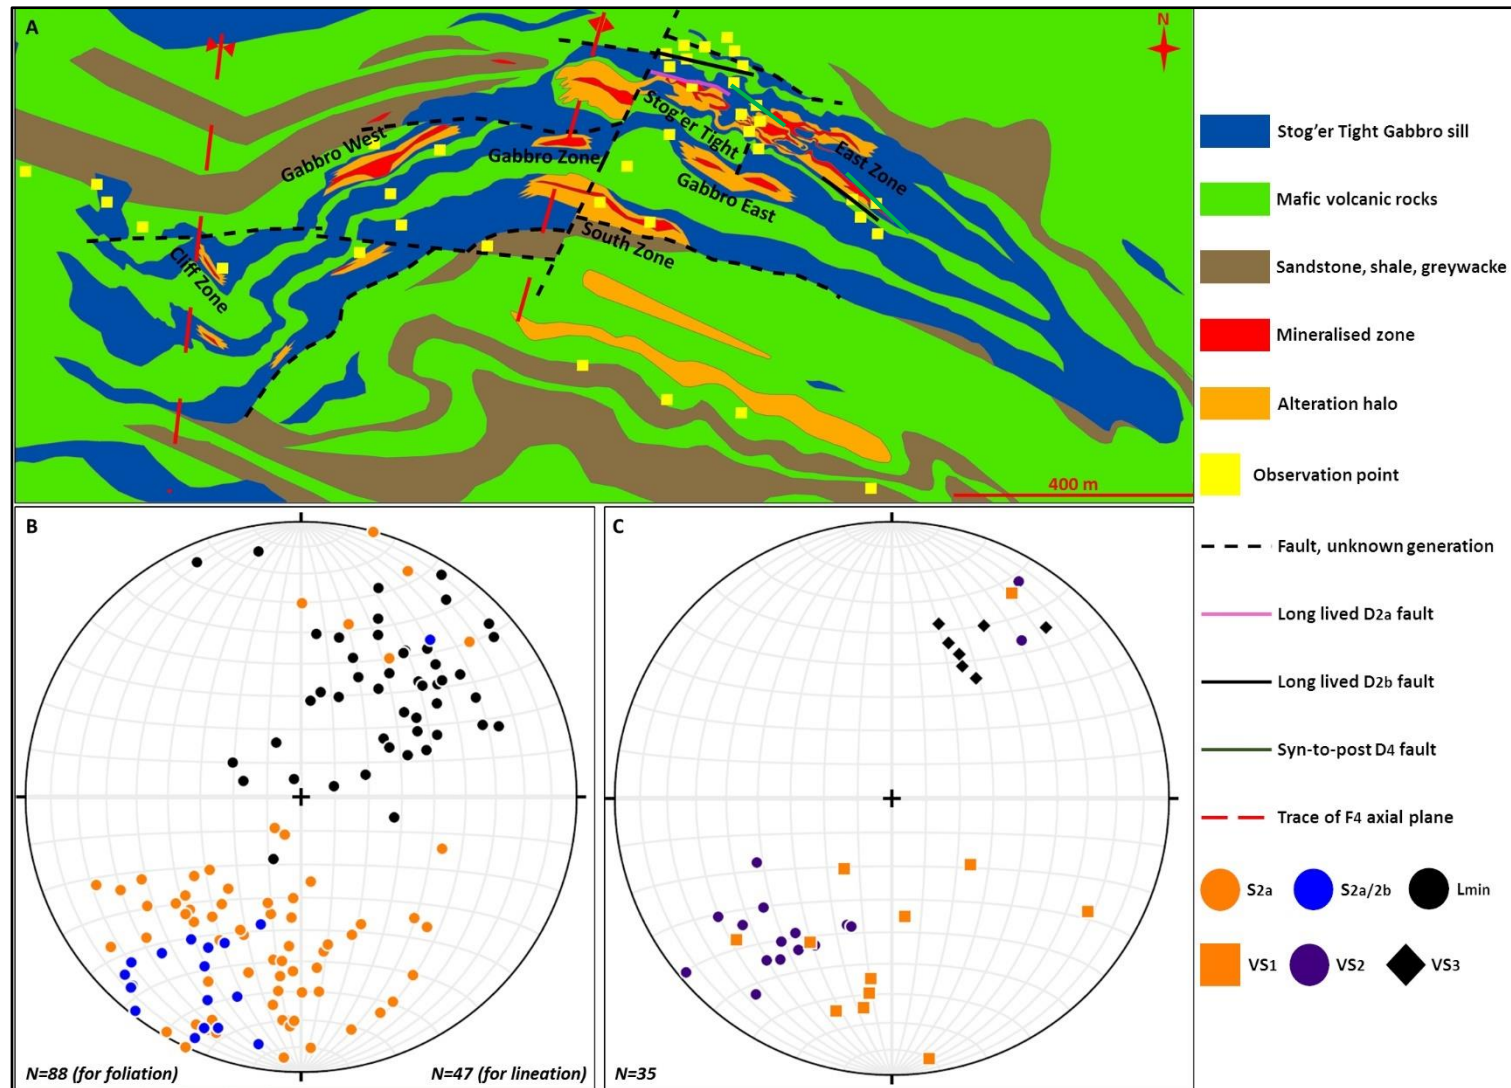 A
N
Gabbro West
Gabbro Zone
Stog'er Tight
East Zone
Gabbro East
South Zone
Cliff Zone
400 m
Stog'er Tight Gabbro sill
Mafic volcanic rocks
Sandstone, shale, greywacke
Mineralised zone
Alteration halo
Observation point
Fault, unknown generation
Long lived D2a fault
Long lived D2b fault
Syn-to-post D4 fault
Trace of F4 axial plane
S2a S2a/2b Lmin
VS1 VS2 VS3
B
N=88 (for foliation)
N=47 (for lineation)
C
N=35